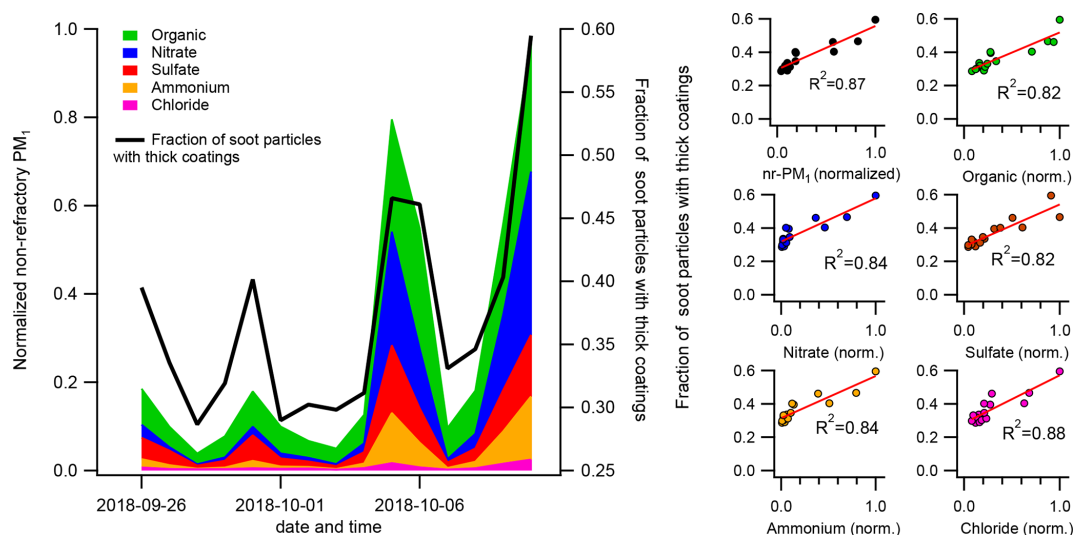 Normalized non-refractory PM1
1.0
0.8
0.6
0.4
0.2
0.0
Organic
Nitrate
Sulfate
Ammonium
Chloride
Fraction of soot particles
with thick coatings
2018-09-26
2018-10-01
2018-10-06
date and time
0.60
0.55
0.50
0.45
0.40
0.35
0.30
0.25
Fraction of soot particles with thick coatings
Fraction of soot particles with thick coatings
0.6
0.4
0.2
0.0
R2=0.87
0.0
1.0
nr-PM1 (normalized)
0.6
0.4
0.2
0.0
R2=0.82
0.0
1.0
Organic (norm.)
0.6
0.4
0.2
0.0
R2=0.84
0.0
1.0
Nitrate (norm.)
0.6
0.4
0.2
0.0
R2=0.82
0.0
1.0
Sulfate (norm.)
0.6
0.4
0.2
0.0
R2=0.84
0.0
1.0
Ammonium (norm.)
0.6
0.4
0.2
0.0
R2=0.88
0.0
1.0
Chloride (norm.)